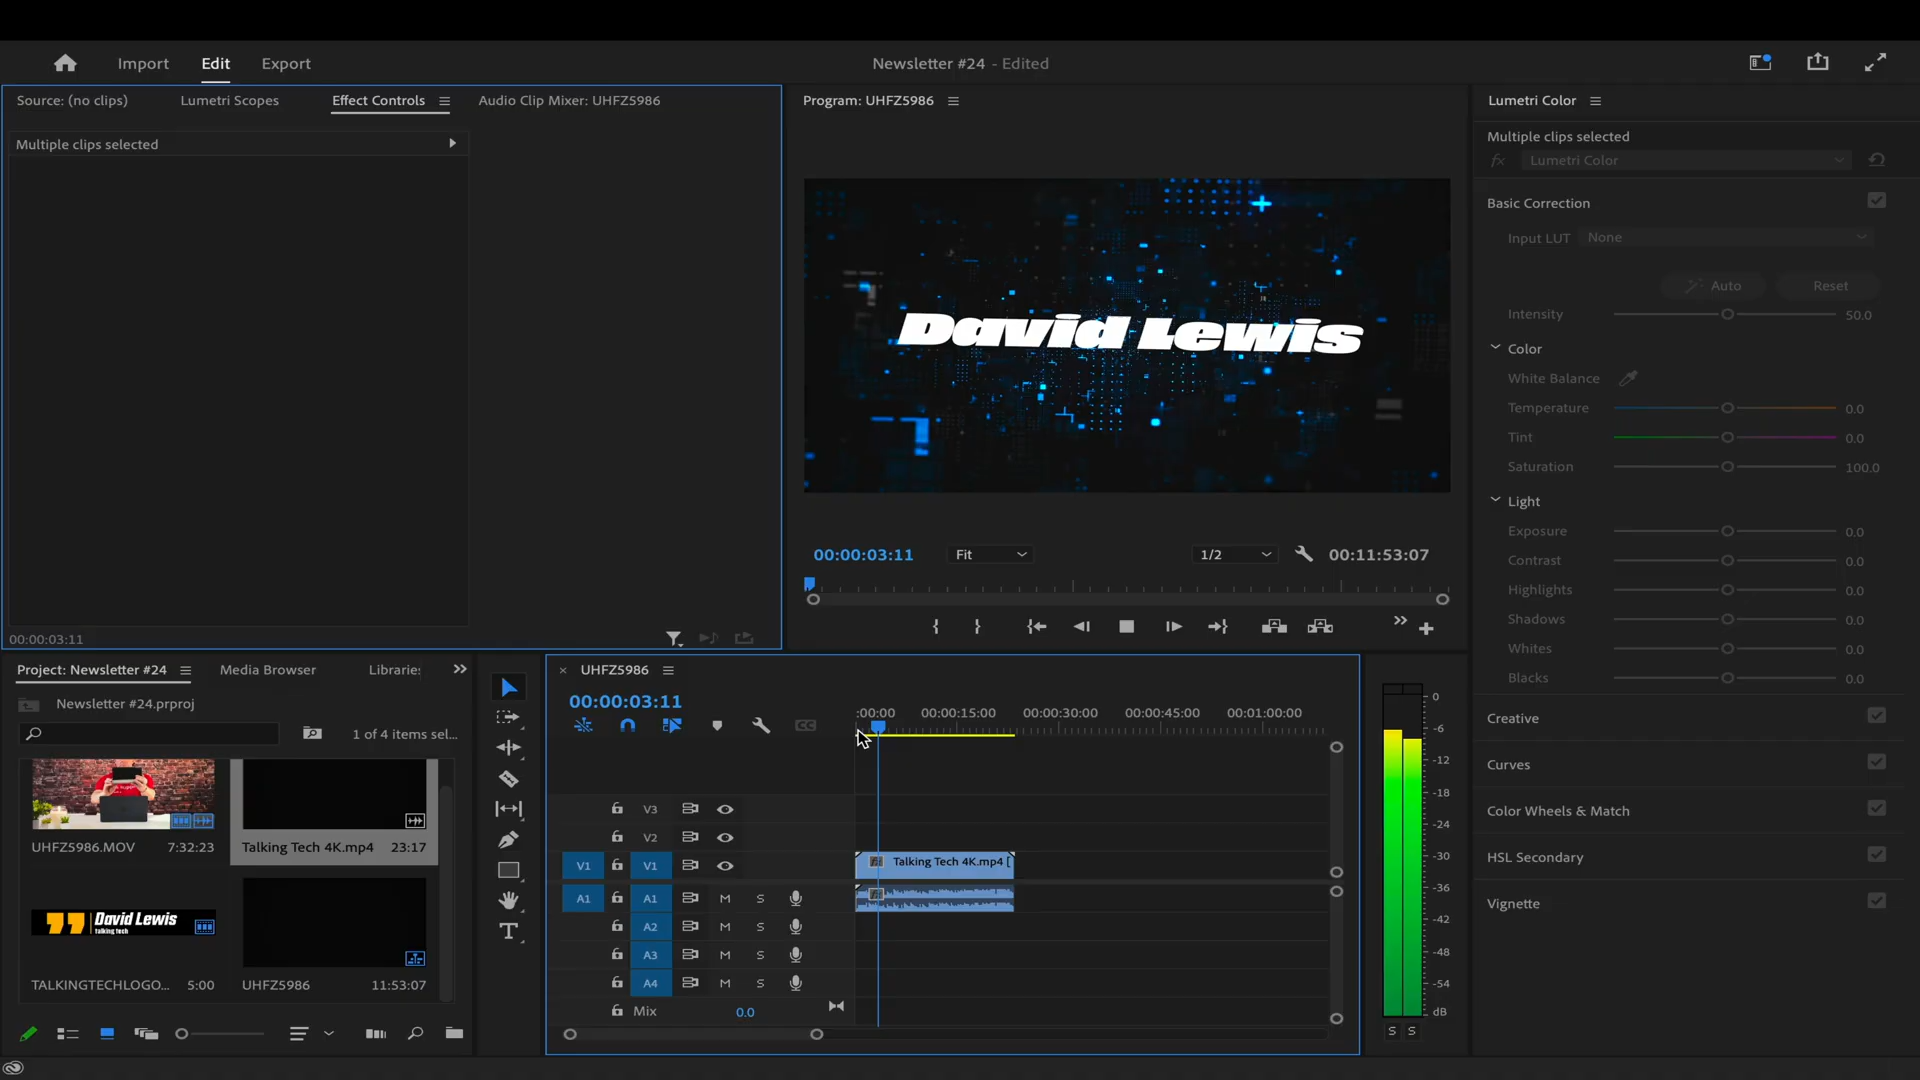 Import
Edit
Export
Newsletter #24 - Edited
Source: (no clips)
Lumetri Scopes
Effect Controls
Audio Clip Mixer: UHFZ5986
Multiple clips selected
00:00:03:11
Program: UHFZ5986
David Lewis
00:00:03:11
Fit
1/2
00:11:53:07
Lumetri Color
Multiple clips selected
fx
Lumetri Color
Basic Correction
Input LUT
None
Auto
Reset
Intensity
50.0
Color
White Balance
Temperature
0.0
Tint
0.0
Saturation
100.0
Light
Exposure
0.0
Contrast
0.0
Highlights
0.0
Shadows
0.0
Whites
0.0
Blacks
0.0
Creative
Curves
Color Wheels & Match
HSL Secondary
Vignette
Project: Newsletter #24
Media Browser
Libraries
Newsletter #24.prproj
1 of 4 items sel...
UHFZ5986.MOV
7:32:23
Talking Tech 4K.mp4
23:17
David Lewis
talking tech
TALKINGTECHLOGO...
5:00
UHFZ5986
11:53:07
UHFZ5986
00:00:03:11
:00:00
00:00:15:00
00:00:30:00
00:00:45:00
00:01:00:00
V3
V2
V1
V1
Talking Tech 4K.mp4 [
A1
A1
M
S
A2
M
S
A3
M
S
A4
M
S
Mix
0.0
0
-6
-12
-18
-24
-30
-36
-42
-48
-54
dB
S
S